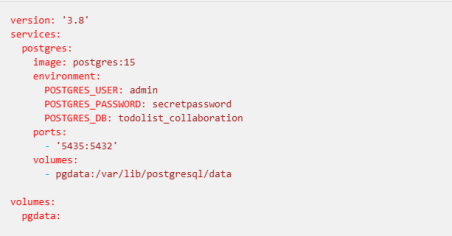 version: '3.8'
services:
  postgres:
    image: postgres:15
    environment:
      POSTGRES_USER: admin
      POSTGRES_PASSWORD: secretpassword
      POSTGRES_DB: todolist_collaboration
    ports:
      - '5435:5432'
    volumes:
      - pgdata:/var/lib/postgresql/data

volumes:
  pgdata: